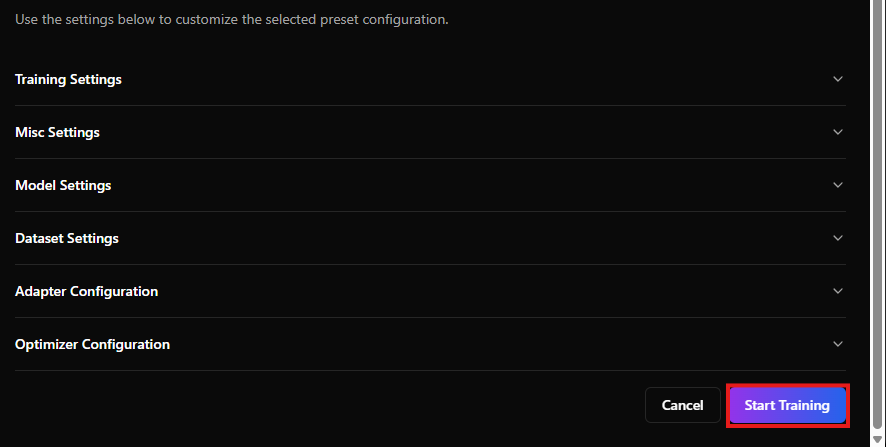 Use the settings below to customize the selected preset configuration.
Training Settings
Misc Settings
Model Settings
Dataset Settings
Adapter Configuration
Optimizer Configuration
Cancel Start Training